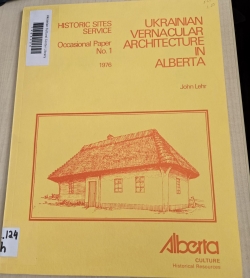 HISTORIC SITES
SERVICE
Occasional Paper
No. 1
1976
UKRAINIAN
VERNACULAR
ARCHITECTURE
IN
ALBERTA
John Lehr
.124
h
Alberta
CULTURE
Historical Resources